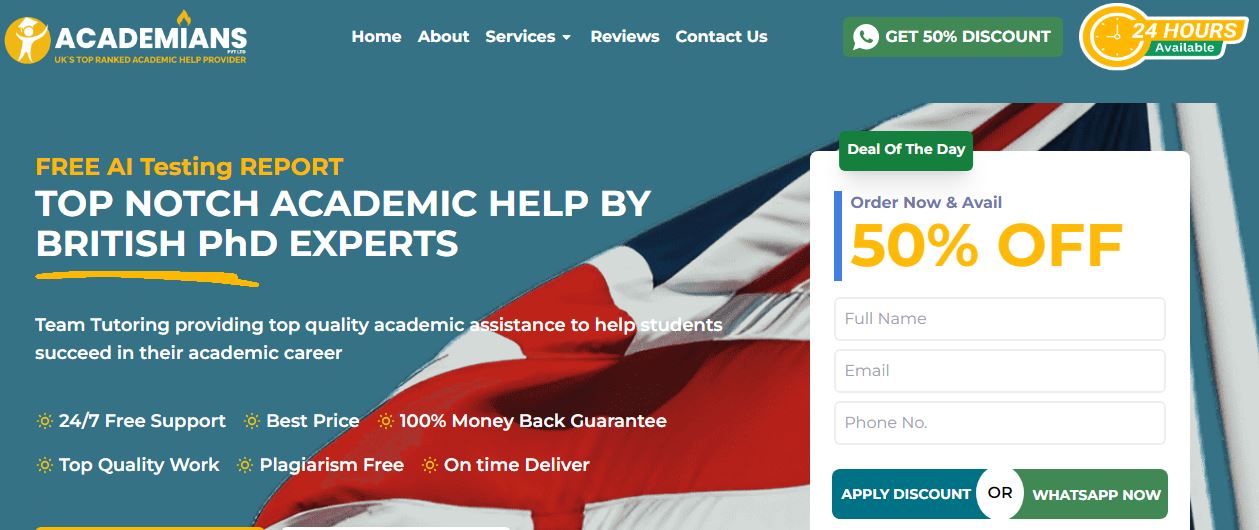 ACADEMIANS
PVT LTD
UK'S TOP RANKED ACADEMIC HELP PROVIDER
Home About Services Reviews Contact Us
GET 50% DISCOUNT
24 HOURS
Available
FREE AI Testing REPORT
TOP NOTCH ACADEMIC HELP BY
BRITISH PhD EXPERTS
Team Tutoring providing top quality academic assistance to help students
succeed in their academic career
24/7 Free Support Best Price 100% Money Back Guarantee
Top Quality Work Plagiarism Free On time Deliver
Deal Of The Day
Order Now & Avail
50% OFF
Full Name
Email
Phone No.
APPLY DISCOUNT OR WHATSAPP NOW